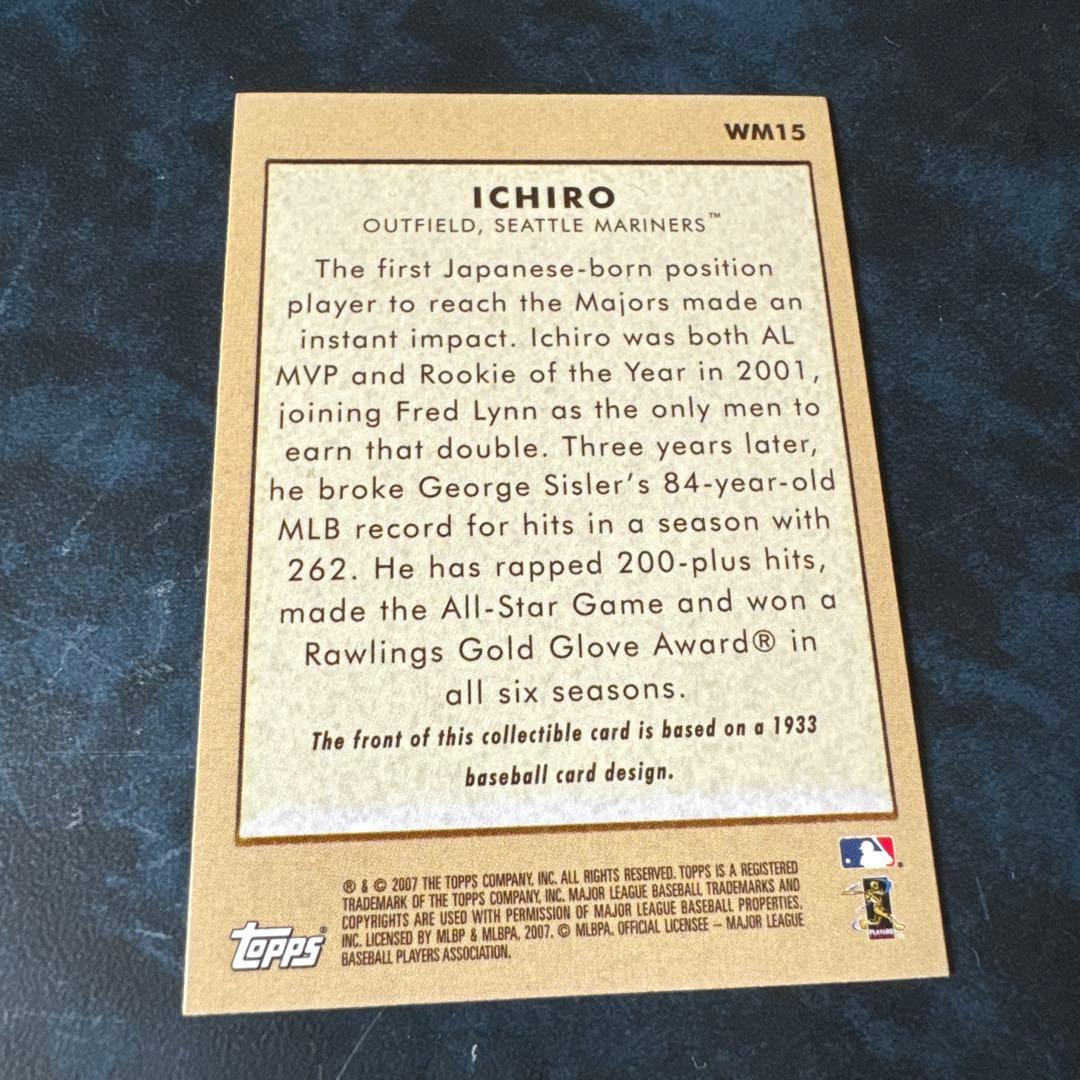 WM15
ICHIRO
OUTFIELD, SEATTLE MARINERS™
The first Japanese-born position
player to reach the Majors made an
instant impact. Ichiro was both AL
MVP and Rookie of the Year in 2001,
joining Fred Lynn as the only men to
earn that double. Three years later,
he broke George Sisler's 84-year-old
MLB record for hits in a season with
262. He has rapped 200-plus hits,
made the All-Star Game and won a
Rawlings Gold Glove Award® in
all six seasons.
The front of this collectible card is based on a 1933
baseball card design.
® & © 2007 THE TOPPS COMPANY, INC. ALL RIGHTS RESERVED. TOPPS IS A REGISTERED
TRADEMARK OF THE TOPPS COMPANY, INC. MAJOR LEAGUE BASEBALL TRADEMARKS AND
COPYRIGHTS ARE USED WITH PERMISSION OF MAJOR LEAGUE BASEBALL PROPERTIES,
INC. LICENSED BY MLBP & MLBPA, 2007. © MLBPA. OFFICIAL LICENSEE – MAJOR LEAGUE
BASEBALL PLAYERS ASSOCIATION.
topps®
PLAYERS